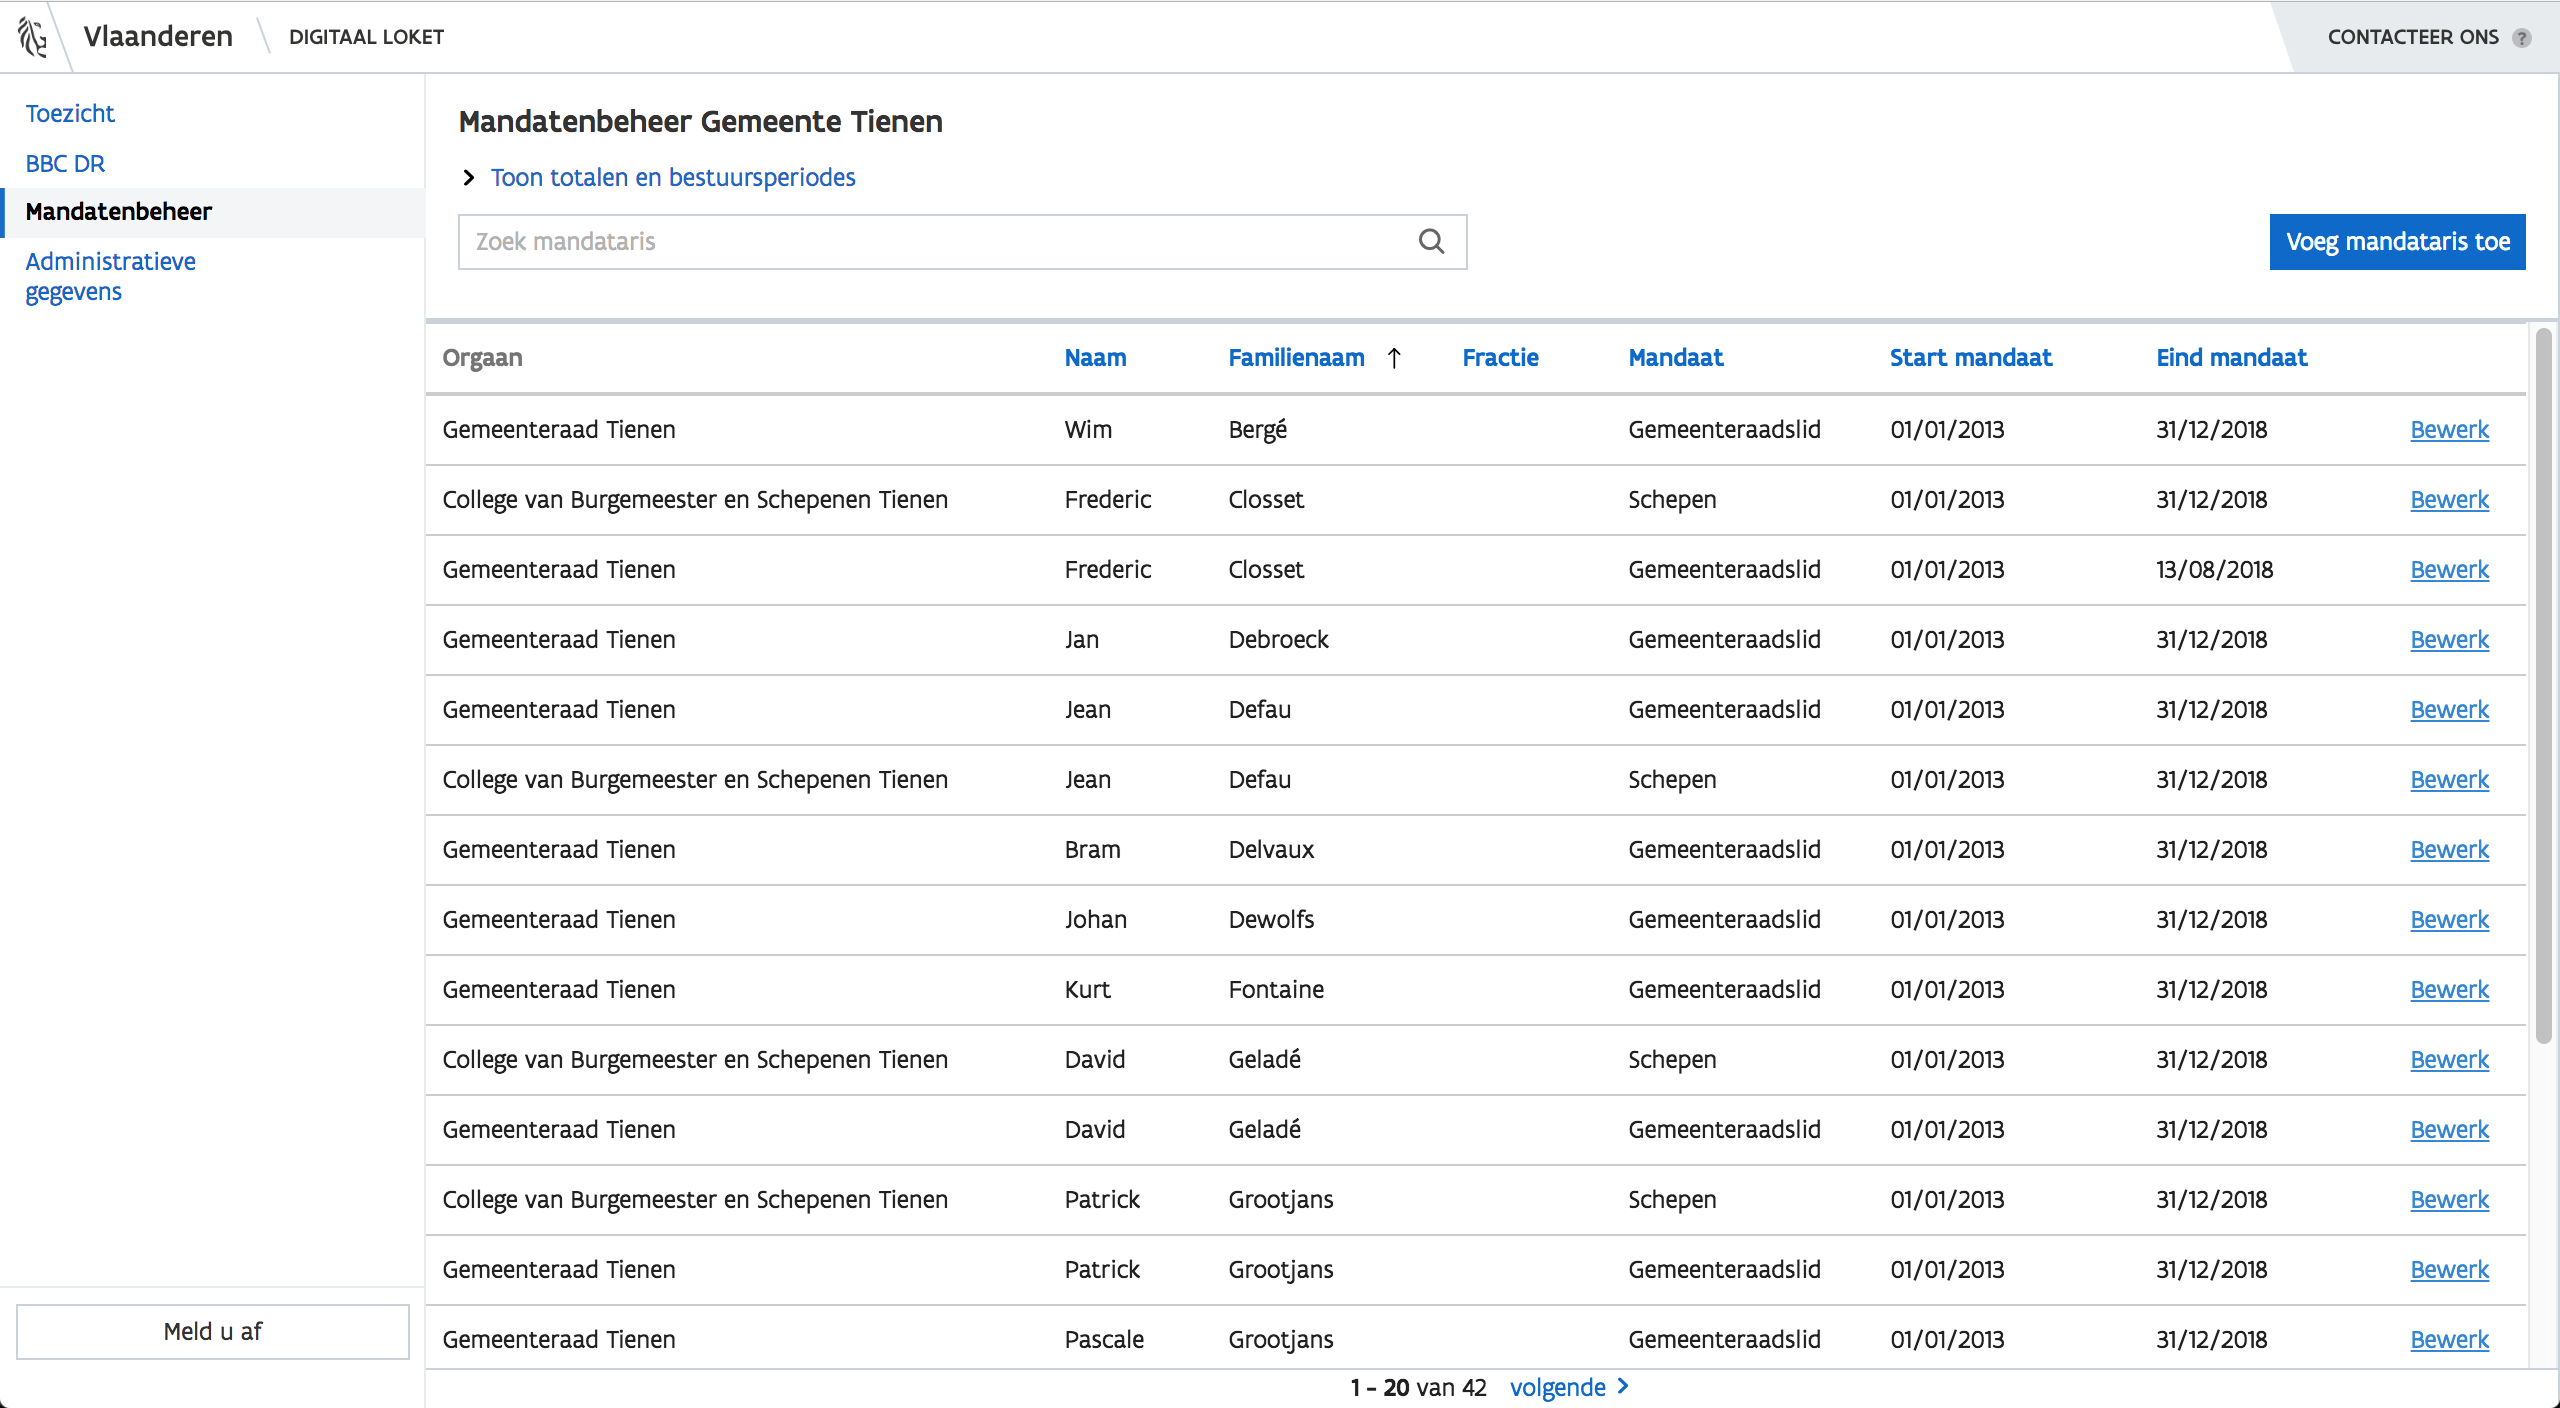 Vlaanderen DIGITAAL LOKET CONTACTEER ONS ?
Toezicht
BBC DR
Mandatenbeheer
Administratieve
gegevens
Meld u af
Mandatenbeheer Gemeente Tienen
Toon totalen en bestuursperiodes
Zoek mandataris
Voeg mandataris toe
Orgaan Naam Familienaam ↑ Fractie Mandaat Start mandaat Eind mandaat
Gemeenteraad Tienen Wim Bergé Gemeenteraadslid 01/01/2013 31/12/2018 Bewerk
College van Burgemeester en Schepenen Tienen Frederic Closset Schepen 01/01/2013 31/12/2018 Bewerk
Gemeenteraad Tienen Frederic Closset Gemeenteraadslid 01/01/2013 13/08/2018 Bewerk
Gemeenteraad Tienen Jan Debroeck Gemeenteraadslid 01/01/2013 31/12/2018 Bewerk
Gemeenteraad Tienen Jean Defau Gemeenteraadslid 01/01/2013 31/12/2018 Bewerk
College van Burgemeester en Schepenen Tienen Jean Defau Schepen 01/01/2013 31/12/2018 Bewerk
Gemeenteraad Tienen Bram Delvaux Gemeenteraadslid 01/01/2013 31/12/2018 Bewerk
Gemeenteraad Tienen Johan Dewolfs Gemeenteraadslid 01/01/2013 31/12/2018 Bewerk
Gemeenteraad Tienen Kurt Fontaine Gemeenteraadslid 01/01/2013 31/12/2018 Bewerk
College van Burgemeester en Schepenen Tienen David Geladé Schepen 01/01/2013 31/12/2018 Bewerk
Gemeenteraad Tienen David Geladé Gemeenteraadslid 01/01/2013 31/12/2018 Bewerk
College van Burgemeester en Schepenen Tienen Patrick Grootjans Schepen 01/01/2013 31/12/2018 Bewerk
Gemeenteraad Tienen Patrick Grootjans Gemeenteraadslid 01/01/2013 31/12/2018 Bewerk
Gemeenteraad Tienen Pascale Grootjans Gemeenteraadslid 01/01/2013 31/12/2018 Bewerk
1 - 20 van 42 volgende